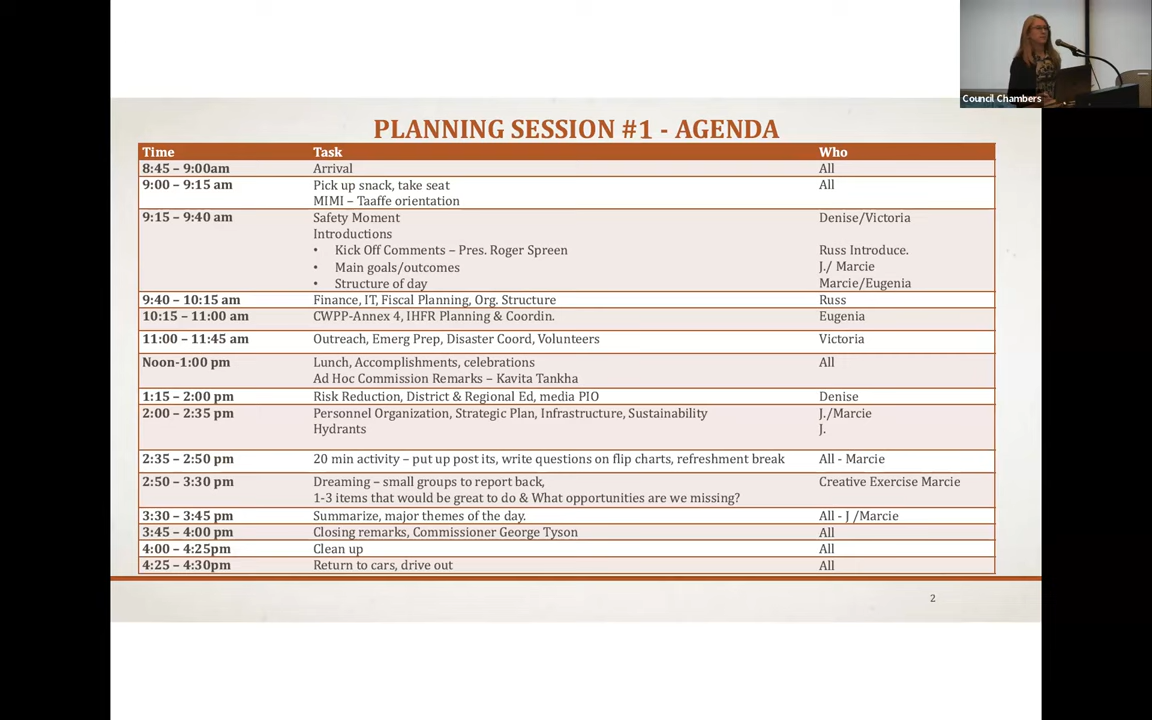 Council Chambers
PLANNING SESSION #1 - AGENDA
Time Task Who
8:45 – 9:00am Arrival All
9:00 – 9:15 am Pick up snack, take seat All
MIMI – Taaffe orientation
9:15 – 9:40 am Safety Moment Denise/Victoria
Introductions
• Kick Off Comments – Pres. Roger Spreen Russ Introduce.
• Main goals/outcomes J./ Marcie
• Structure of day Marcie/Eugenia
9:40 – 10:15 am Finance, IT, Fiscal Planning, Org. Structure Russ
10:15 – 11:00 am CWPP-Annex 4, IHFR Planning & Coordin. Eugenia
11:00 – 11:45 am Outreach, Emerg Prep, Disaster Coord, Volunteers Victoria
Noon-1:00 pm Lunch, Accomplishments, celebrations All
Ad Hoc Commission Remarks – Kavita Tankha
1:15 – 2:00 pm Risk Reduction, District & Regional Ed, media PIO Denise
2:00 – 2:35 pm Personnel Organization, Strategic Plan, Infrastructure, Sustainability J./Marcie
Hydrants J.
2:35 – 2:50 pm 20 min activity – put up post its, write questions on flip charts, refreshment break All - Marcie
2:50 – 3:30 pm Dreaming – small groups to report back, Creative Exercise Marcie
1-3 items that would be great to do & What opportunities are we missing?
3:30 – 3:45 pm Summarize, major themes of the day. All - J /Marcie
3:45 – 4:00 pm Closing remarks, Commissioner George Tyson All
4:00 – 4:25pm Clean up All
4:25 – 4:30pm Return to cars, drive out All
2